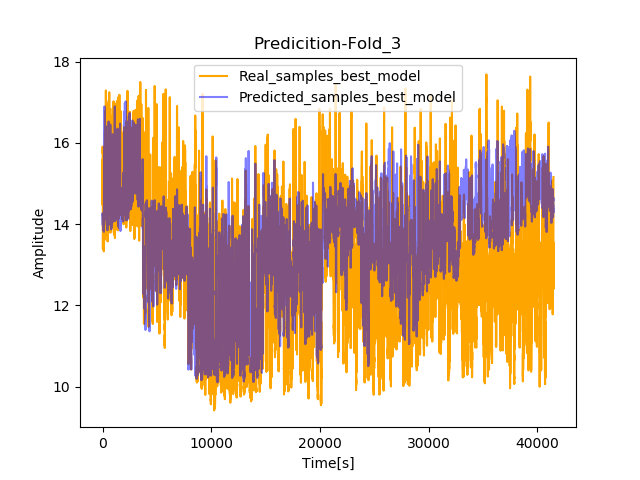 Predicition-Fold_3
Real_samples_best_model
Predicted_samples_best_model
18
16
14
12
10
Amplitude
0
10000
20000
30000
40000
Time[s]